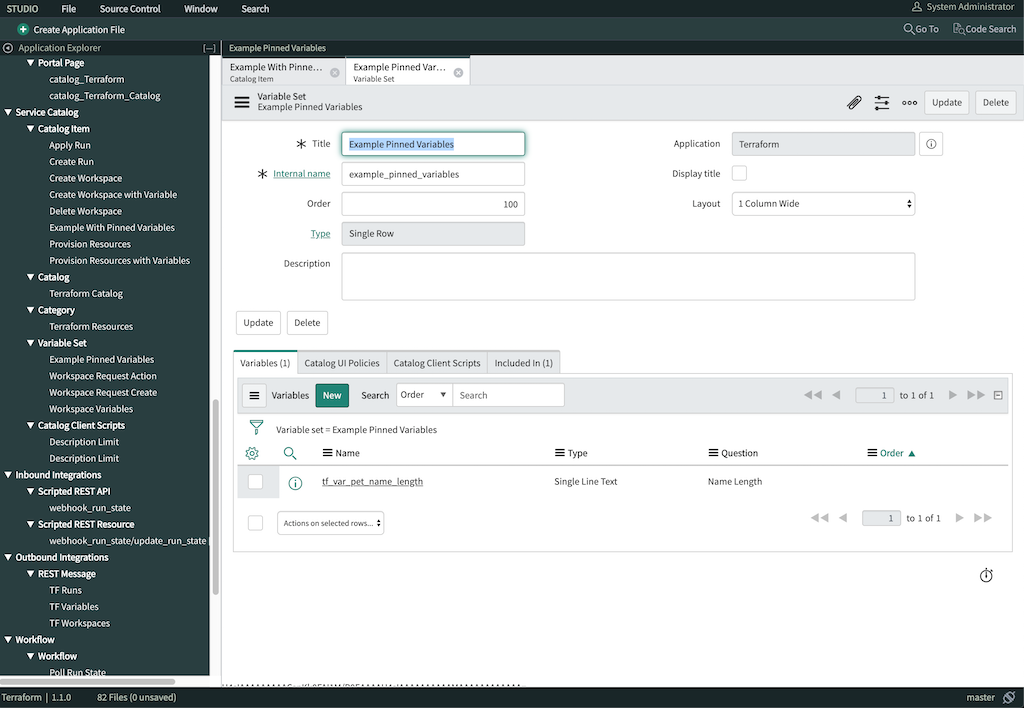 STUDIO File Source Control Window Search System Administrator
Create Application File Go To Code Search
Application Explorer [—]
Portal Page
catalog_Terraform
catalog_Terraform_Catalog
Service Catalog
Catalog Item
Apply Run
Create Run
Create Workspace
Create Workspace with Variable
Delete Workspace
Example With Pinned Variables
Provision Resources
Provision Resources with Variables
Catalog
Terraform Catalog
Category
Terraform Resources
Variable Set
Example Pinned Variables
Workspace Request Action
Workspace Request Create
Workspace Variables
Catalog Client Scripts
Description Limit
Description Limit
Inbound Integrations
Scripted REST API
webhook_run_state
Scripted REST Resource
webhook_run_state/update_run_state
Outbound Integrations
REST Message
TF Runs
TF Variables
TF Workspaces
Workflow
Workflow
Poll Run State
Example Pinned Variables
Example With Pinne...
Catalog Item
Example Pinned Var...
Variable Set
Variable Set
Example Pinned Variables
Update Delete
Title Example Pinned Variables
Application Terraform
Internal name example_pinned_variables
Display title
Order 100
Layout 1 Column Wide
Type Single Row
Description
Update Delete
Variables (1) Catalog UI Policies Catalog Client Scripts Included In (1)
Variables New Search Order Search 1 to 1 of 1
Variable set = Example Pinned Variables
Name Type Question Order
tf_var_pet_name_length Single Line Text Name Length
Actions on selected rows... 1 to 1 of 1
Terraform | 1.1.0 82 Files (0 unsaved) master